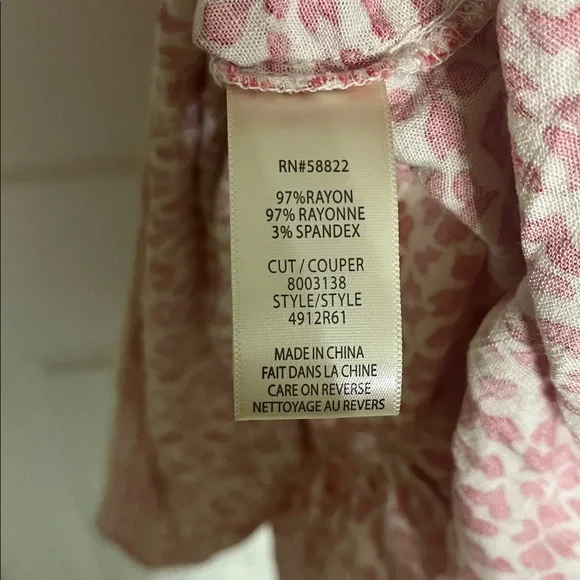 RN#58822
97%RAYON
97% RAYONNE
3% SPANDEX
CUT / COUPER
8003138
STYLE/STYLE
4912R61
MADE IN CHINA
FAIT DANS LA CHINE
CARE ON REVERSE
NETTOYAGE AU REVERS